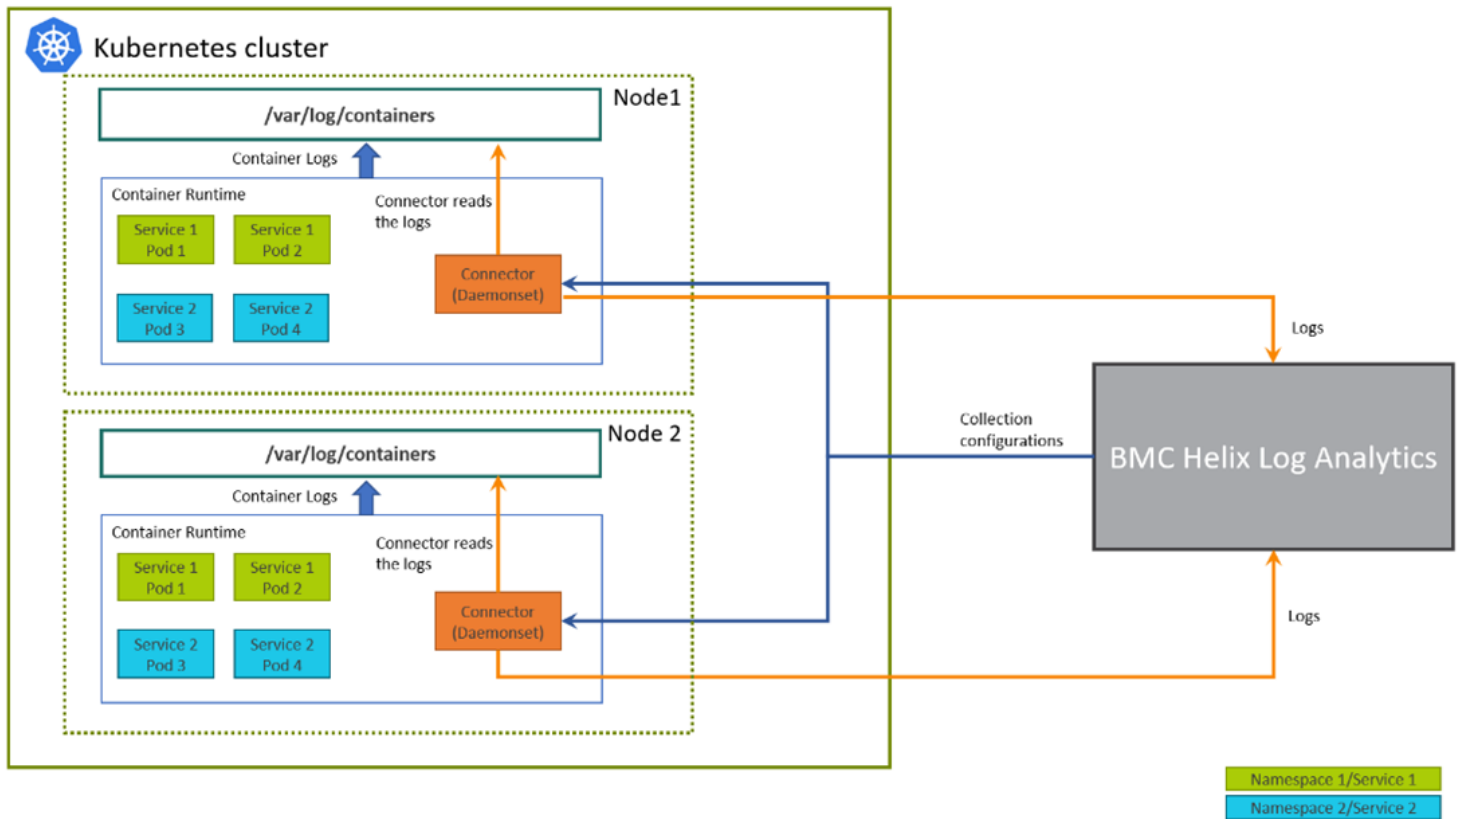 Kubernetes cluster
Node1
/var/log/containers
Container Logs
Container Runtime
Connector reads
the logs
Service 1
Pod 1
Service 1
Pod 2
Connector
(Daemonset)
Service 2
Pod 3
Service 2
Pod 4
Logs
Node 2
/var/log/containers
Container Logs
Container Runtime
Connector reads
the logs
Service 1
Pod 1
Service 1
Pod 2
Connector
(Daemonset)
Service 2
Pod 3
Service 2
Pod 4
Collection
configurations
BMC Helix Log Analytics
Logs
Namespace 1/Service 1
Namespace 2/Service 2